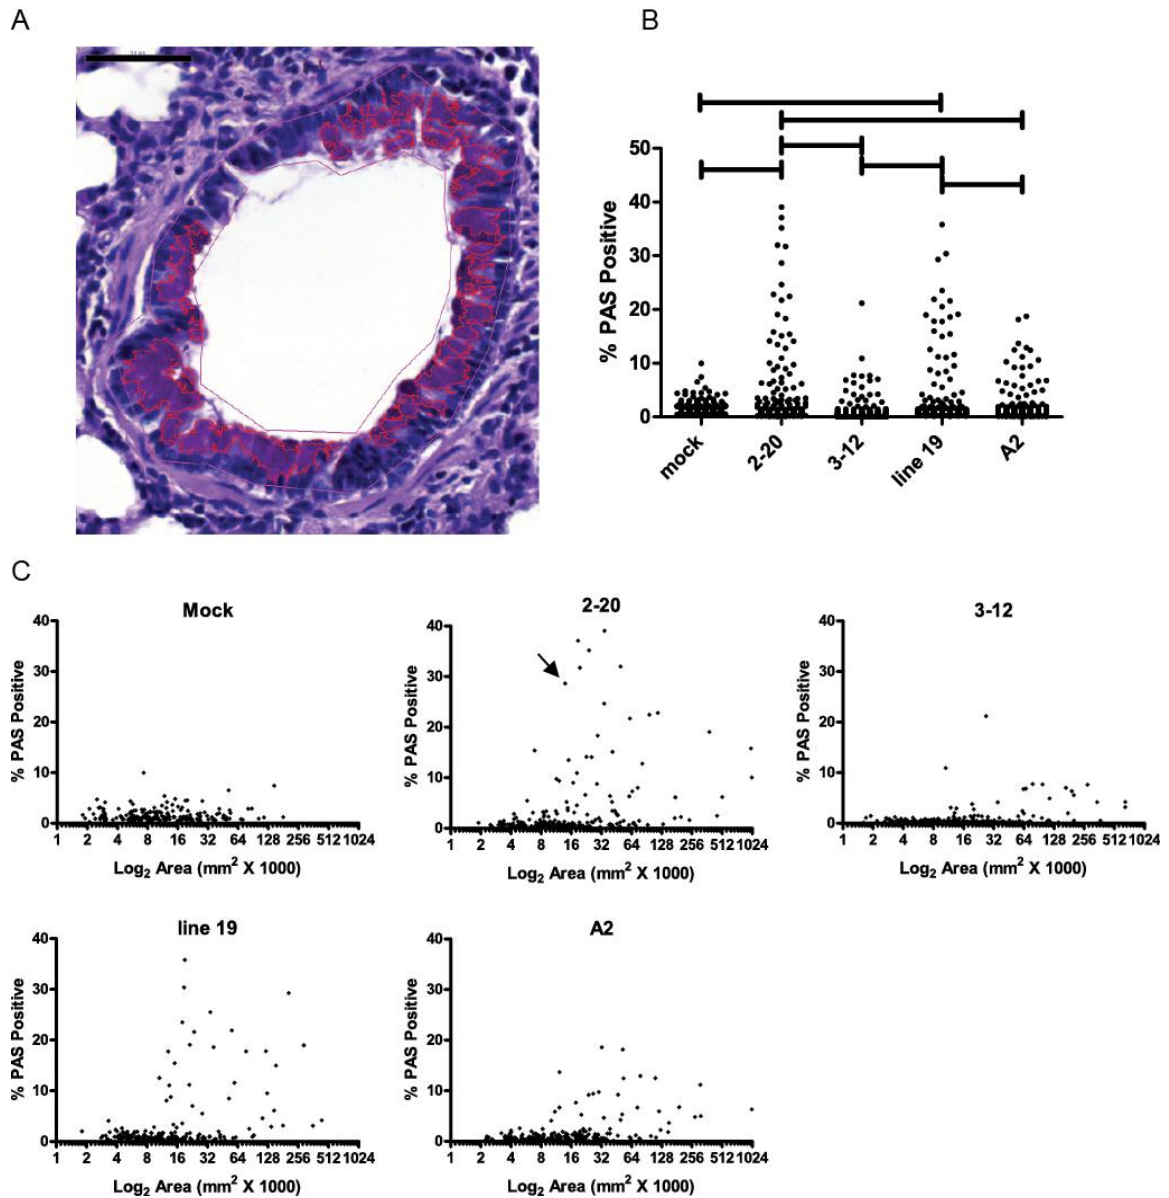 A
B
50
40
30
20
10
0
% PAS Positive
mock
2-20
3-12
line 19
A2
C
Mock
40
30
20
10
0
% PAS Positive
1 2 4 8 16 32 64 128 256 512 1024
Log₂ Area (mm² X 1000)
2-20
40
30
20
10
0
% PAS Positive
1 2 4 8 16 32 64 128 256 512 1024
Log₂ Area (mm² X 1000)
3-12
40
30
20
10
0
% PAS Positive
1 2 4 8 16 32 64 128 256 512 1024
Log₂ Area (mm² X 1000)
line 19
40
30
20
10
0
% PAS Positive
1 2 4 8 16 32 64 128 256 512 1024
Log₂ Area (mm² X 1000)
A2
40
30
20
10
0
% PAS Positive
1 2 4 8 16 32 64 128 256 512 1024
Log₂ Area (mm² X 1000)